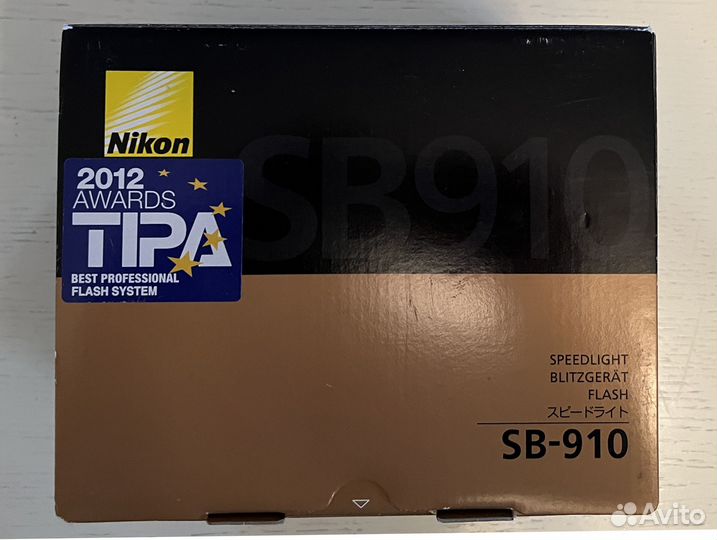 Nikon
SB910
2012
AWARDS
TIPA
BEST PROFESSIONAL
FLASH SYSTEM
SPEEDLIGHT
BLITZGERÄT
FLASH
スピードライト
SB-910
Avito